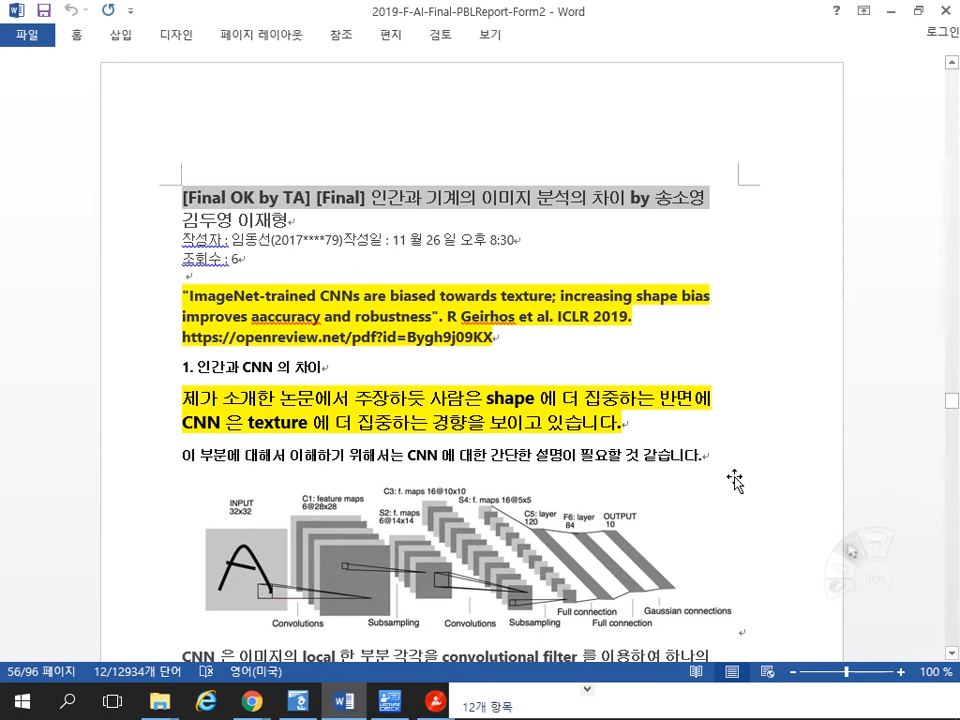 2019-F-AI-Final-PBLReport-Form2 - Word
파일 홈 삽입 디자인 페이지 레이아웃 참조 편지 검토 보기 로그인
[Final OK by TA] [Final] 인간과 기계의 이미지 분석의 차이 by 송소영
김두영 이재형
작성자 : 임동선(2017****79)작성일 : 11 월 26 일 오후 8:30
조회수 : 6
"ImageNet-trained CNNs are biased towards texture; increasing shape bias
improves aaccuracy and robustness". R Geirhos et al. ICLR 2019.
https://openreview.net/pdf?id=Bygh9j09KX
1. 인간과 CNN 의 차이
제가 소개한 논문에서 주장하듯 사람은 shape 에 더 집중하는 반면에
CNN 은 texture 에 더 집중하는 경향을 보이고 있습니다.
이 부분에 대해서 이해하기 위해서는 CNN 에 대한 간단한 설명이 필요할 것 같습니다.
INPUT
32x32
C1: feature maps
6@28x28
S2: f. maps
6@14x14
C3: f. maps 16@10x10
S4: f. maps 16@5x5
C5: layer
120
F6: layer
84
OUTPUT
10
A
Convolutions
Subsampling
Convolutions
Subsampling
Full connection
Full connection
Gaussian connections
CNN 은 이미지의 local 한 부분 각각을 convolutional filter 를 이용하여 하나의
56/96 페이지 12/12934개 단어 영어(미국) 100 %
12개 항목